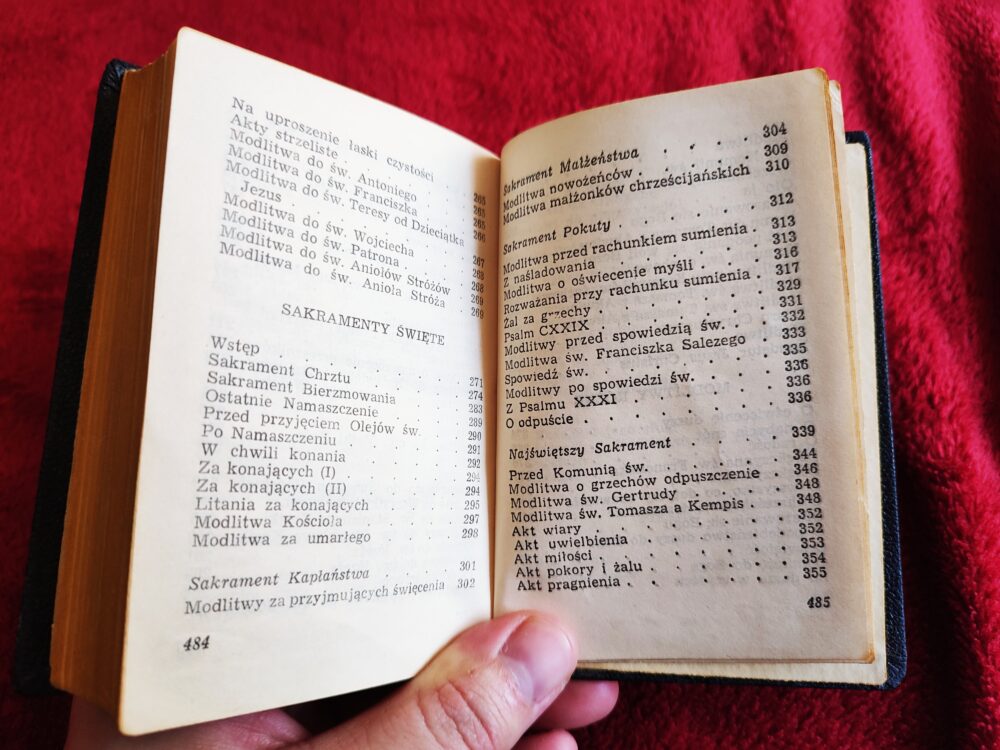 Na uproszenie łaski czystości . 265
Akty strzeliste . . . . . 265
Modlitwa do św. Antoniego . . 265
Modlitwa do św. Franciszka . . 266
Modlitwa do św. Teresy od Dzieciątka
Jezus . . . . . . . 267
Modlitwa do św. Wojciecha . . 268
Modlitwa do św. Patrona . . . 268
Modlitwa do św. Aniołów Stróżów . 269
Modlitwa do św. Anioła Stróża . 269
SAKRAMENTY ŚWIĘTE
Wstęp . . . . . . . . 271
Sakrament Chrztu . . . . . 274
Sakrament Bierzmowania . . . 283
Ostatnie Namaszczenie . . . . 289
Przed przyjęciem Olejów św. . . 290
Po Namaszczeniu . . . . . 291
W chwili konania . . . . . 292
Za konających (I) . . . . . 294
Za konających (II) . . . . . 294
Litania za konających . . . . 295
Modlitwa Kościoła . . . . . 297
Modlitwa za umarłego . . . . 298
Sakrament Kapłaństwa . . . . 301
Modlitwy za przyjmujących święcenia 302
484
Sakrament Małżeństwa . . . . 304
Modlitwa nowożeńców . . . . 309
Modlitwa małżonków chrześcijańskich 310
Sakrament Pokuty . . . . . 312
Modlitwa przed rachunkiem sumienia . 313
Z naśladowania . . . . . . 313
Modlitwa o oświecenie myśli . . . 316
Rozważania przy rachunku sumienia . 317
Żal za grzechy . . . . . . 329
Psalm CXXIX . . . . . . 331
Modlitwy przed spowiedzią św. . . 332
Modlitwa św. Franciszka Salezego . 333
Spowiedź św. . . . . . . 335
Modlitwy po spowiedzi św. . . . 336
Z Psalmu XXXI . . . . . . 336
O odpuście . . . . . . . 336
Najświętszy Sakrament . . . . 339
Przed Komunią św. . . . . . 344
Modlitwa o grzechów odpuszczenie . 346
Modlitwa św. Gertrudy . . . . 348
Modlitwa św. Tomasza a Kempis . . 348
Akt wiary . . . . . . . 352
Akt uwielbienia . . . . . . 352
Akt miłości . . . . . . . 353
Akt pokory i żalu . . . . . 354
Akt pragnienia . . . . . . 355
485